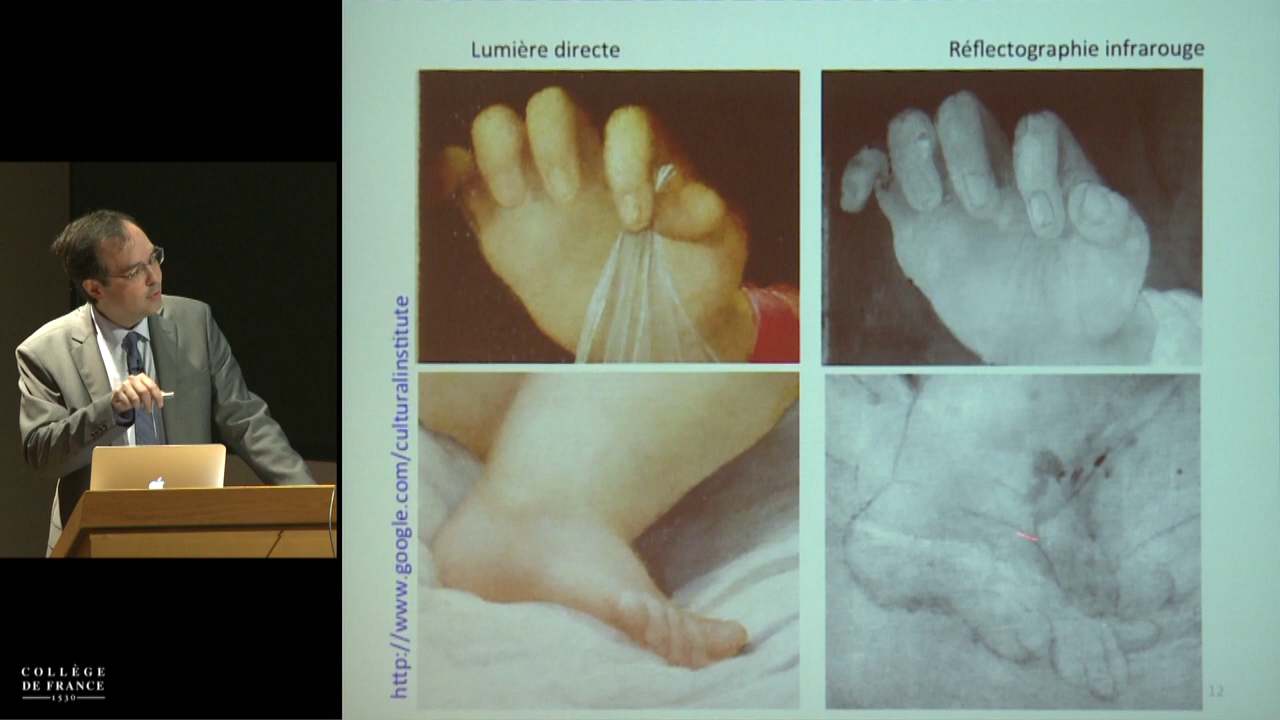 Lumière directe
Réflectographie infrarouge
http://www.google.com/culturalinstitute
12
COLLÈGE
DE FRANCE
1530